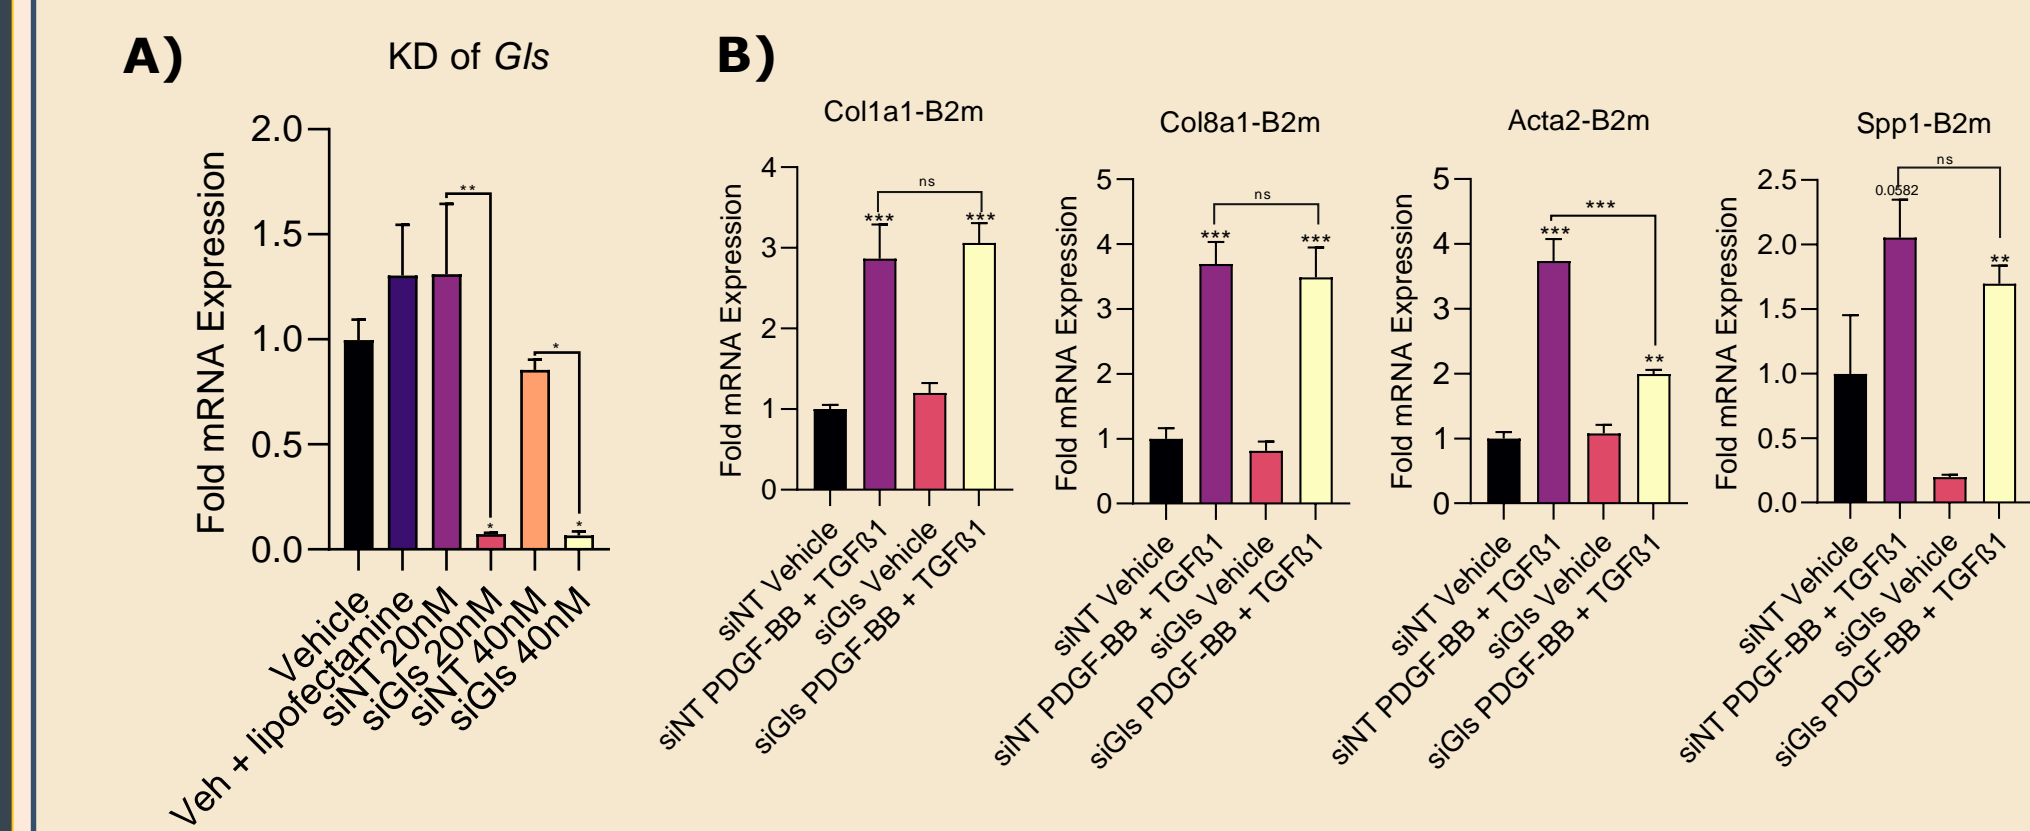 A)
KD of Gls
Fold mRNA Expression
2.0
1.5
1.0
0.5
0.0
**
*
*
*
Vehicle
Veh + lipofectamine
siNT 20nM
siGls 20nM
siNT 40nM
siGls 40nM
B)
Col1a1-B2m
Fold mRNA Expression
4
3
2
1
0
ns
***
***
siNT Vehicle
siNT PDGF-BB + TGFß1
siGls Vehicle
siGls PDGF-BB + TGFß1
Col8a1-B2m
Fold mRNA Expression
5
4
3
2
1
0
ns
***
***
siNT Vehicle
siNT PDGF-BB + TGFß1
siGls Vehicle
siGls PDGF-BB + TGFß1
Acta2-B2m
Fold mRNA Expression
5
4
3
2
1
0
***
***
**
siNT Vehicle
siNT PDGF-BB + TGFß1
siGls Vehicle
siGls PDGF-BB + TGFß1
Spp1-B2m
Fold mRNA Expression
2.5
2.0
1.5
1.0
0.5
0.0
ns
0.0582
**
siNT Vehicle
siNT PDGF-BB + TGFß1
siGls Vehicle
siGls PDGF-BB + TGFß1